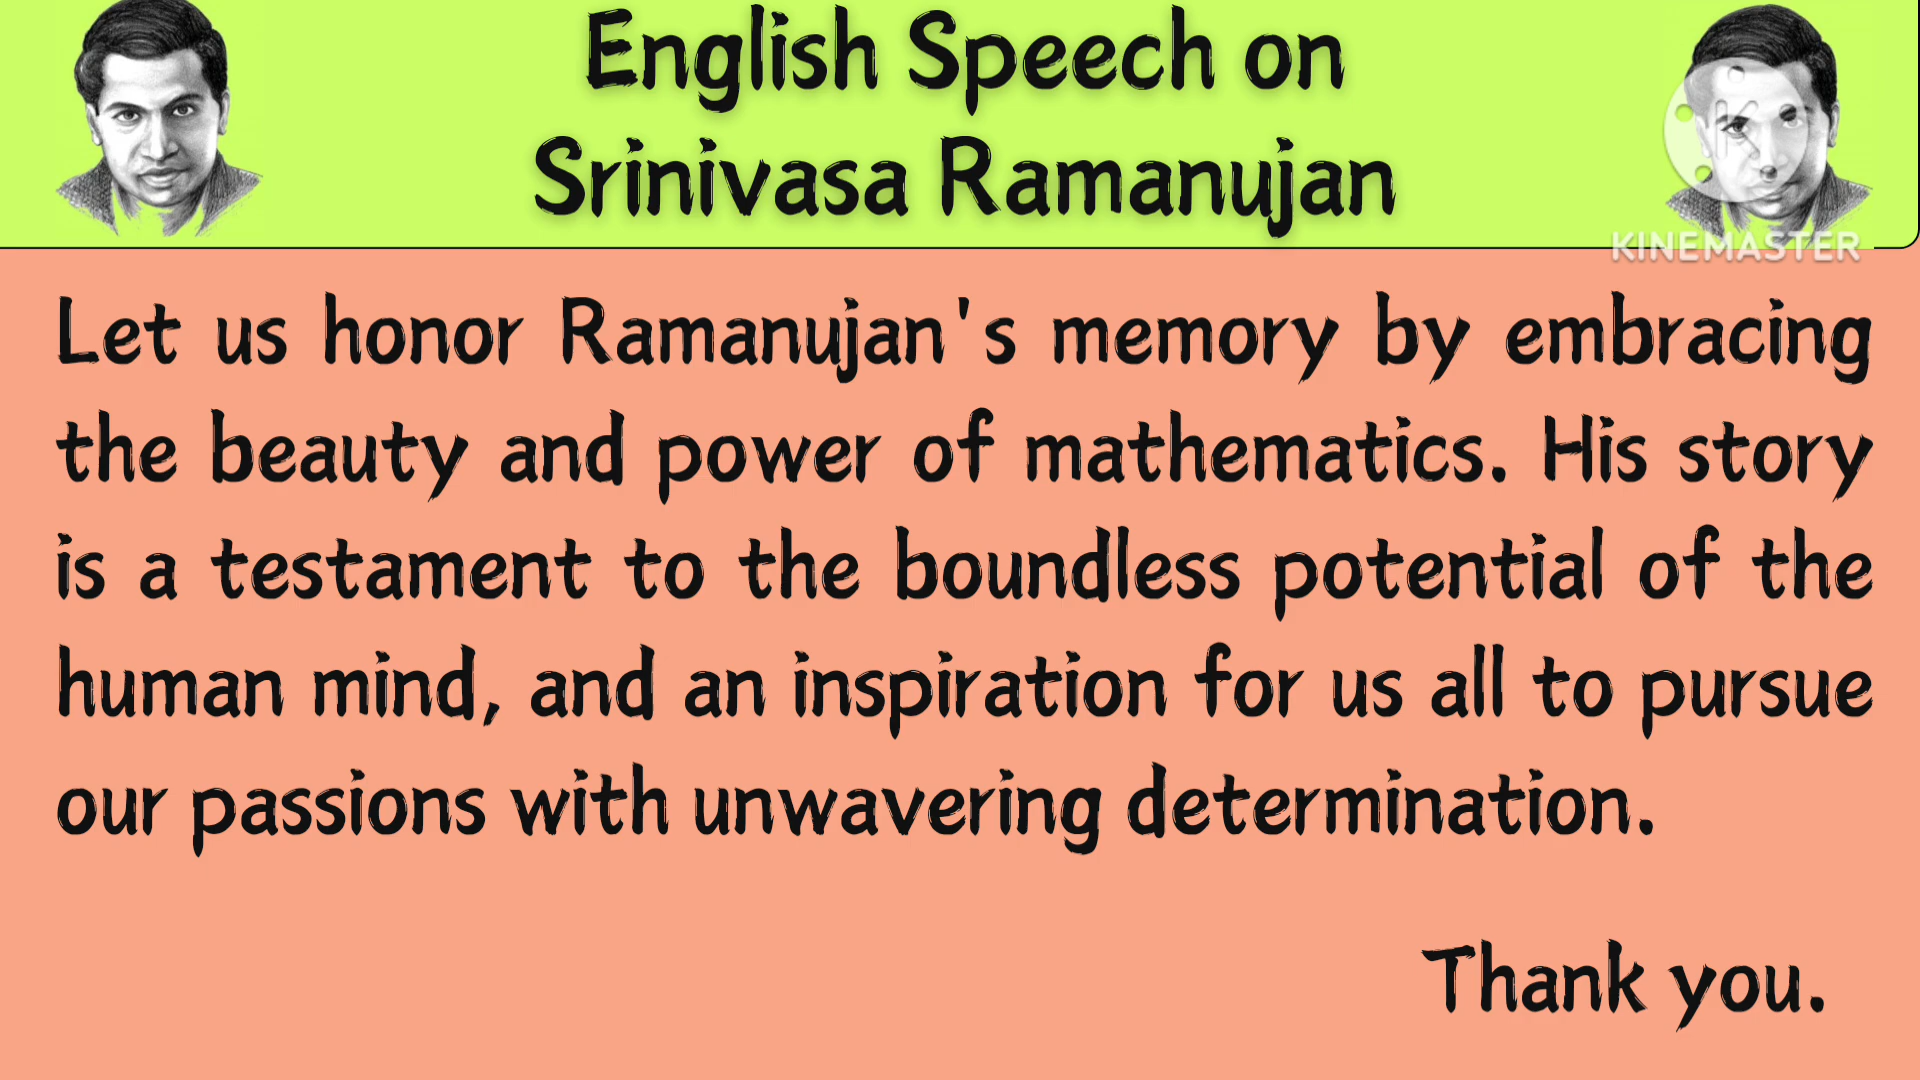 English Speech on
Srinivasa Ramanujan
K
KINEMASTER
Let us honor Ramanujan's memory by embracing
the beauty and power of mathematics. His story
is a testament to the boundless potential of the
human mind, and an inspiration for us all to pursue
our passions with unwavering determination.
Thank you.